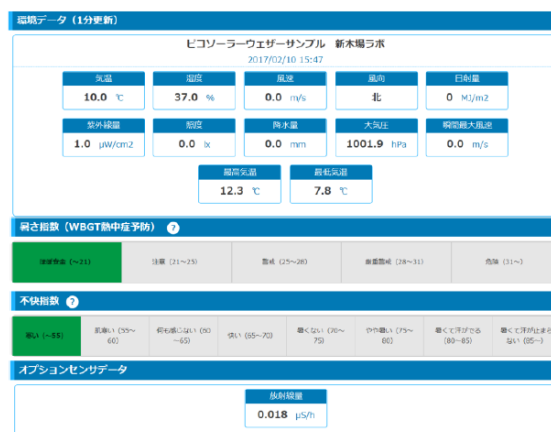 環境データ（1分更新）
ピコソーラーウェザーサンプル　新木場ラボ
2017/02/10 15:47
気温 湿度 風速 風向 日射量
10.0 ℃ 37.0 % 0.0 m/s 北 0 MJ/m2
紫外線量 照度 降水量 大気圧 瞬間最大風速
1.0 μW/cm2 0.0 lx 0.0 mm 1001.9 hPa 0.0 m/s
最高気温 最低気温
12.3 ℃ 7.8 ℃
暑さ指数（WBGT熱中症予防） ?
（～21） 注意（21～25） 警戒（25～28） 厳重警戒（28～31） 危険（31～）
不快指数 ?
寒い（～55） 肌寒い（55～ 何も感じない（60 快い（65～70） 暑くない（70～ やや暑い（75～ 暑くて汗がでる 暑くて汗が止まら
60） ～65） 75） 80） （80～85） ない（85～）
オプションセンサデータ
放射線量
0.018 μS/h